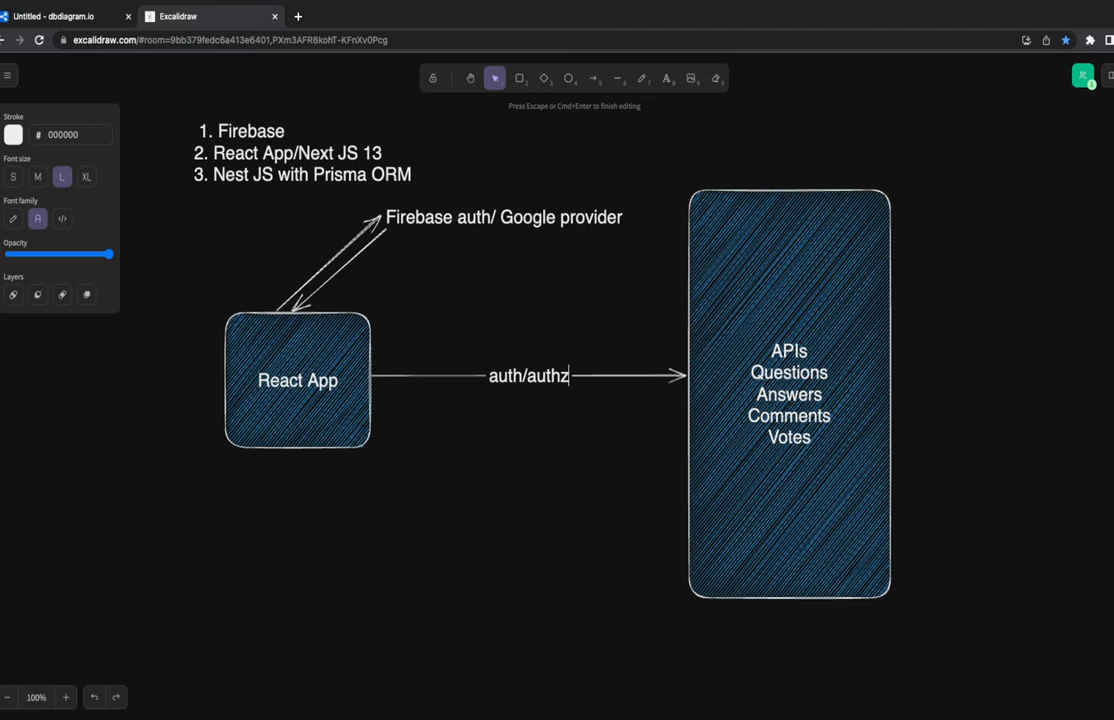 Untitled - dbdiagram.io
Excalidraw
excalidraw.com/#room=9bb379fedc6a413e6401,PXm3AFR8kohT-KFnXv0Pcg
Press Escape or Cmd+Enter to finish editing
Stroke
# 000000
Font size
S M L XL
Font family
A
Opacity
Layers
1. Firebase
2. React App/Next JS 13
3. Nest JS with Prisma ORM
Firebase auth/ Google provider
React App
auth/authz
APIs
Questions
Answers
Comments
Votes
100%